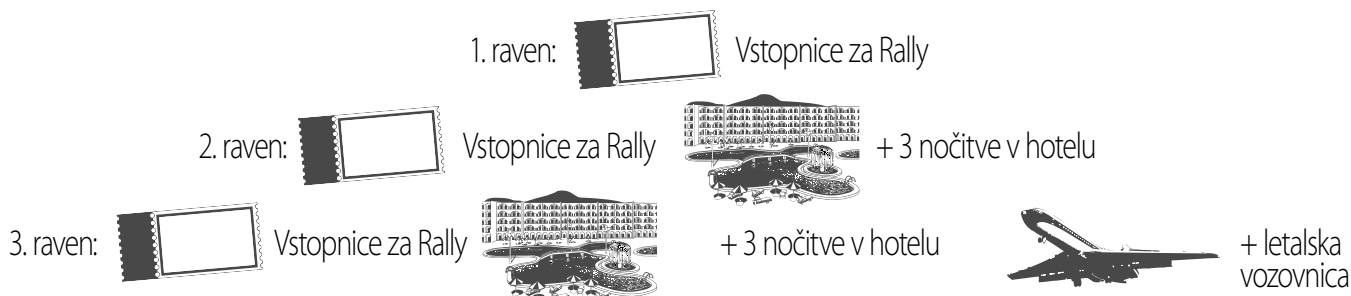 1. raven: Vstopnice za Rally
2. raven: Vstopnice za Rally + 3 nočitve v hotelu
3. raven: Vstopnice za Rally + 3 nočitve v hotelu + letalska
vozovnica